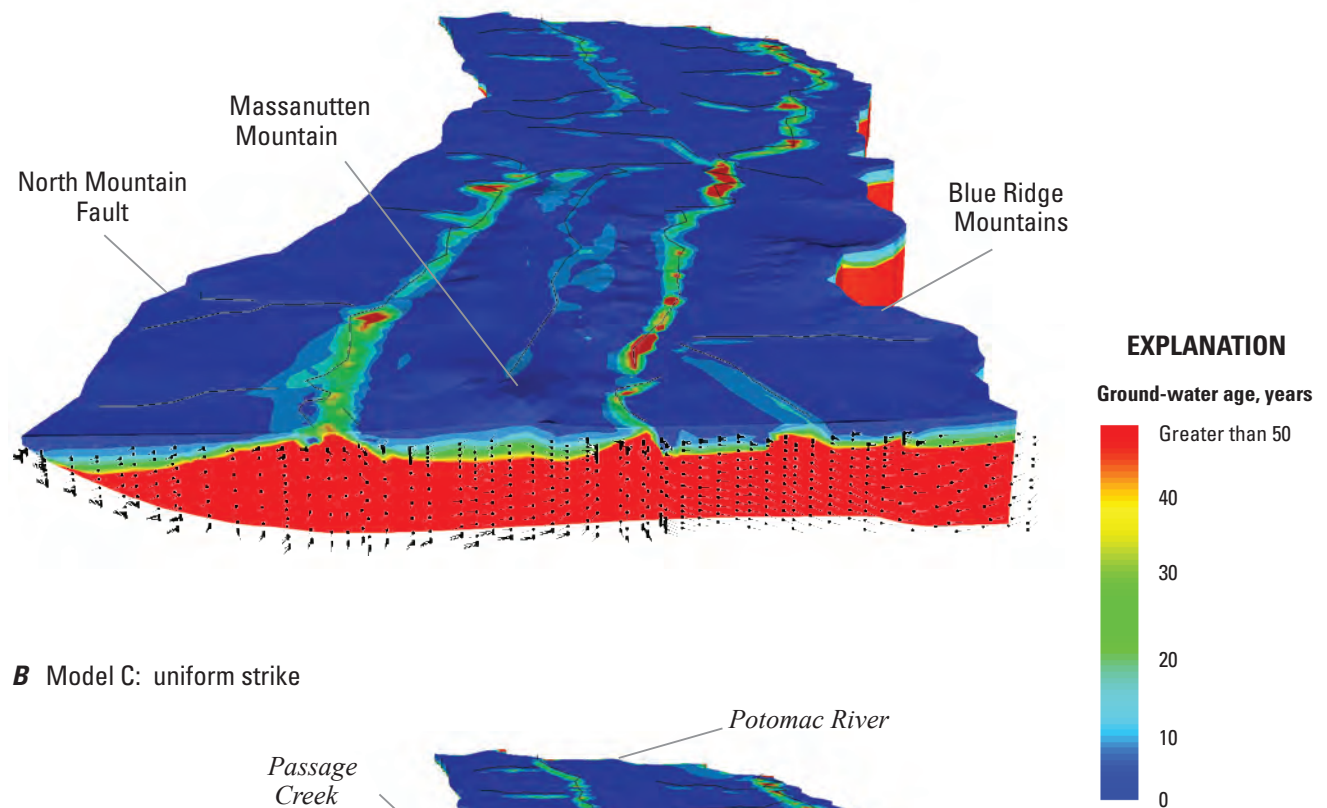 Massanutten
Mountain
North Mountain
Fault
Blue Ridge
Mountains
EXPLANATION
Ground-water age, years
Greater than 50
40
30
20
10
0
B Model C: uniform strike
Potomac River
Passage
Creek